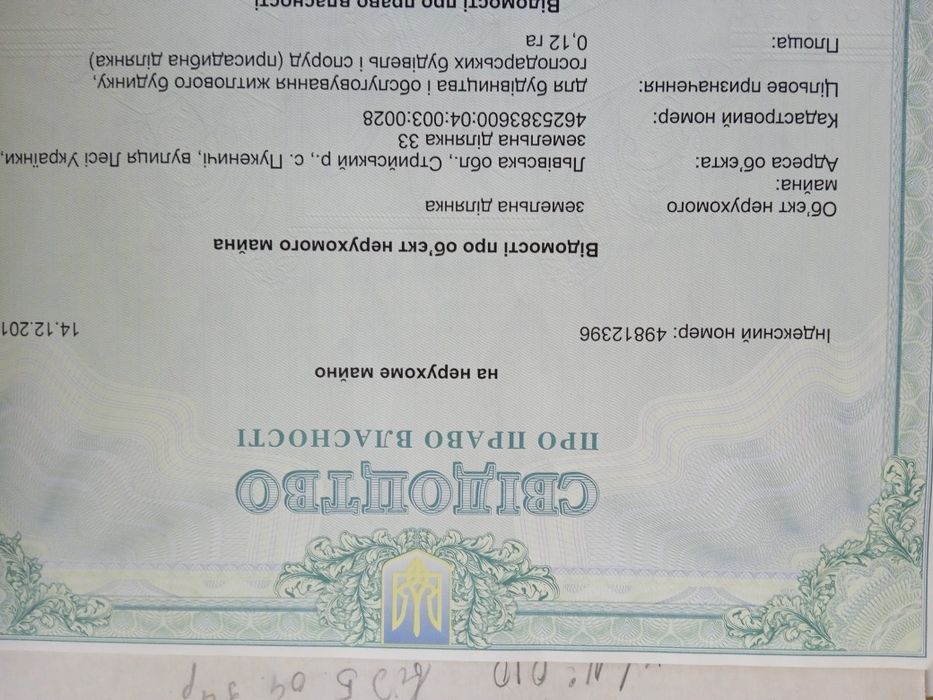 СВІДОЦТВО
ПРО ПРАВО ВЛАСНОСТІ
на нерухоме майно
Індексний номер: 49812396 14.12.201
Відомості про об'єкт нерухомого майна
Об'єкт нерухомого майна: земельна ділянка
Адреса об'єкта: Львівська обл., Стрийський р., с. Пукеничі, вулиця Лесі Українки,
земельна ділянка 33
Кадастровий номер: 4625383600:04:003:0028
Цільове призначення: для будівництва і обслуговування житлового будинку,
господарських будівель і споруд (присадибна ділянка)
Площа: 0,12 га
Відомості про право власності